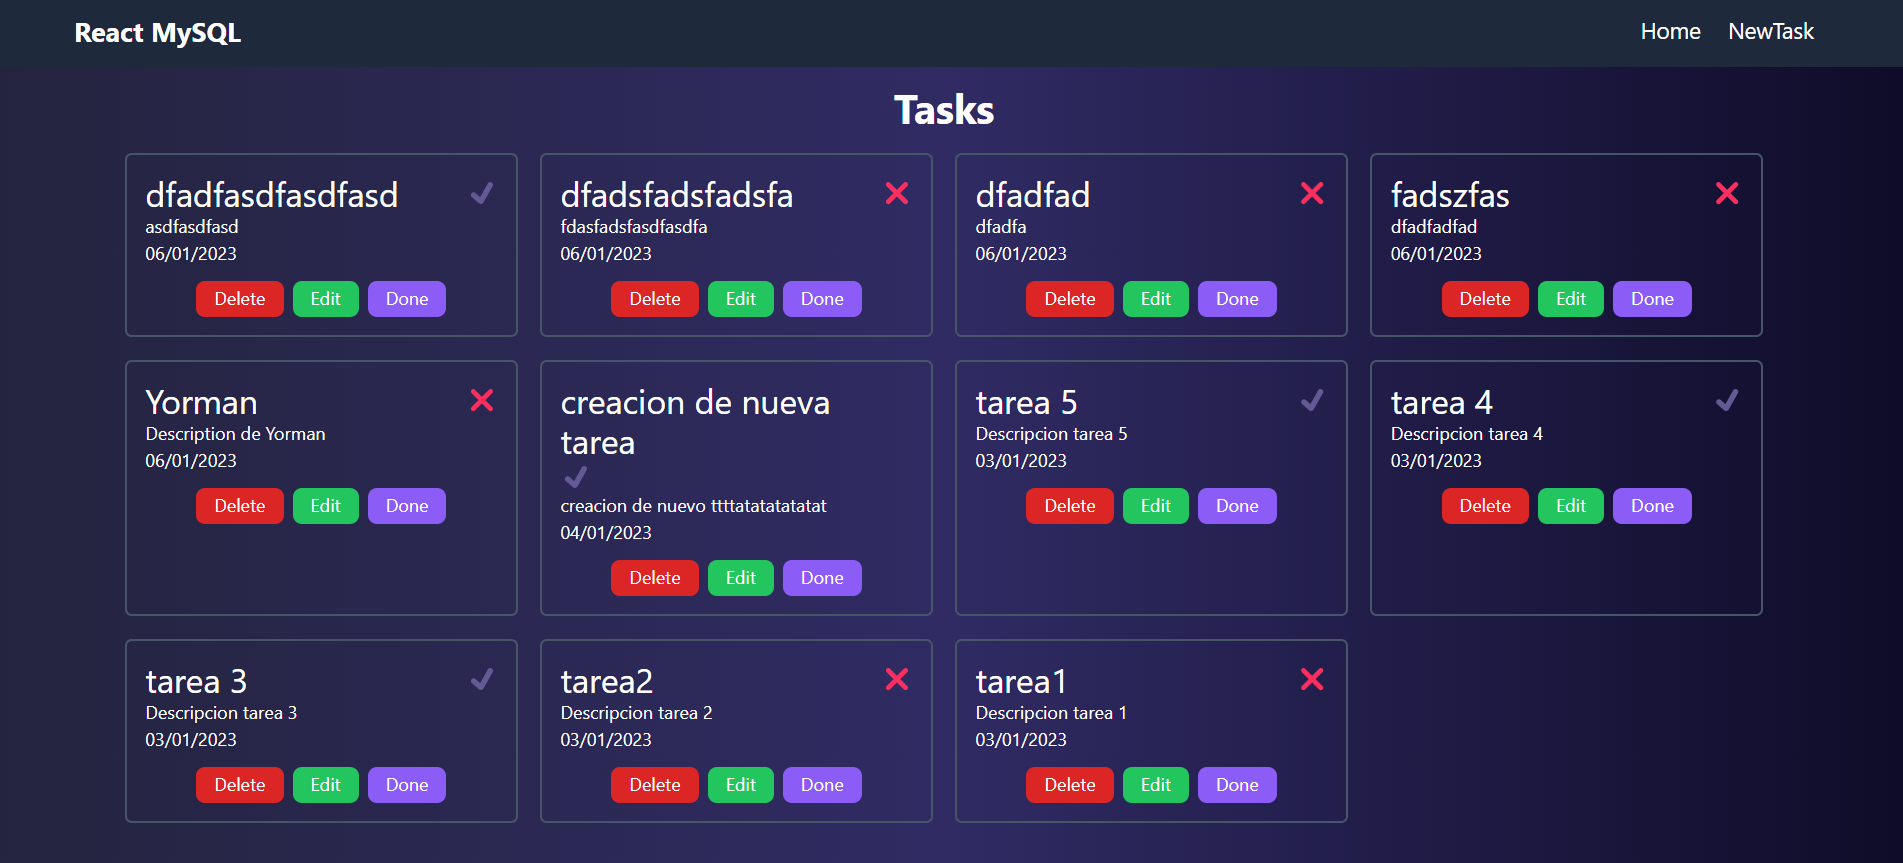 React MySQL
Home NewTask
Tasks
dfadfasdfasdfasd
asdfasdfasd
06/01/2023
Delete Edit Done
dfadsfadsfadsfa
fdasfadsfasdfasdfa
06/01/2023
Delete Edit Done
dfadfad
dfadfa
06/01/2023
Delete Edit Done
fadszfas
dfadfadfad
06/01/2023
Delete Edit Done
Yorman
Description de Yorman
06/01/2023
Delete Edit Done
creacion de nueva
tarea
creacion de nuevo ttttatatatatatat
04/01/2023
Delete Edit Done
tarea 5
Descripcion tarea 5
03/01/2023
Delete Edit Done
tarea 4
Descripcion tarea 4
03/01/2023
Delete Edit Done
tarea 3
Descripcion tarea 3
03/01/2023
Delete Edit Done
tarea2
Descripcion tarea 2
03/01/2023
Delete Edit Done
tarea1
Descripcion tarea 1
03/01/2023
Delete Edit Done